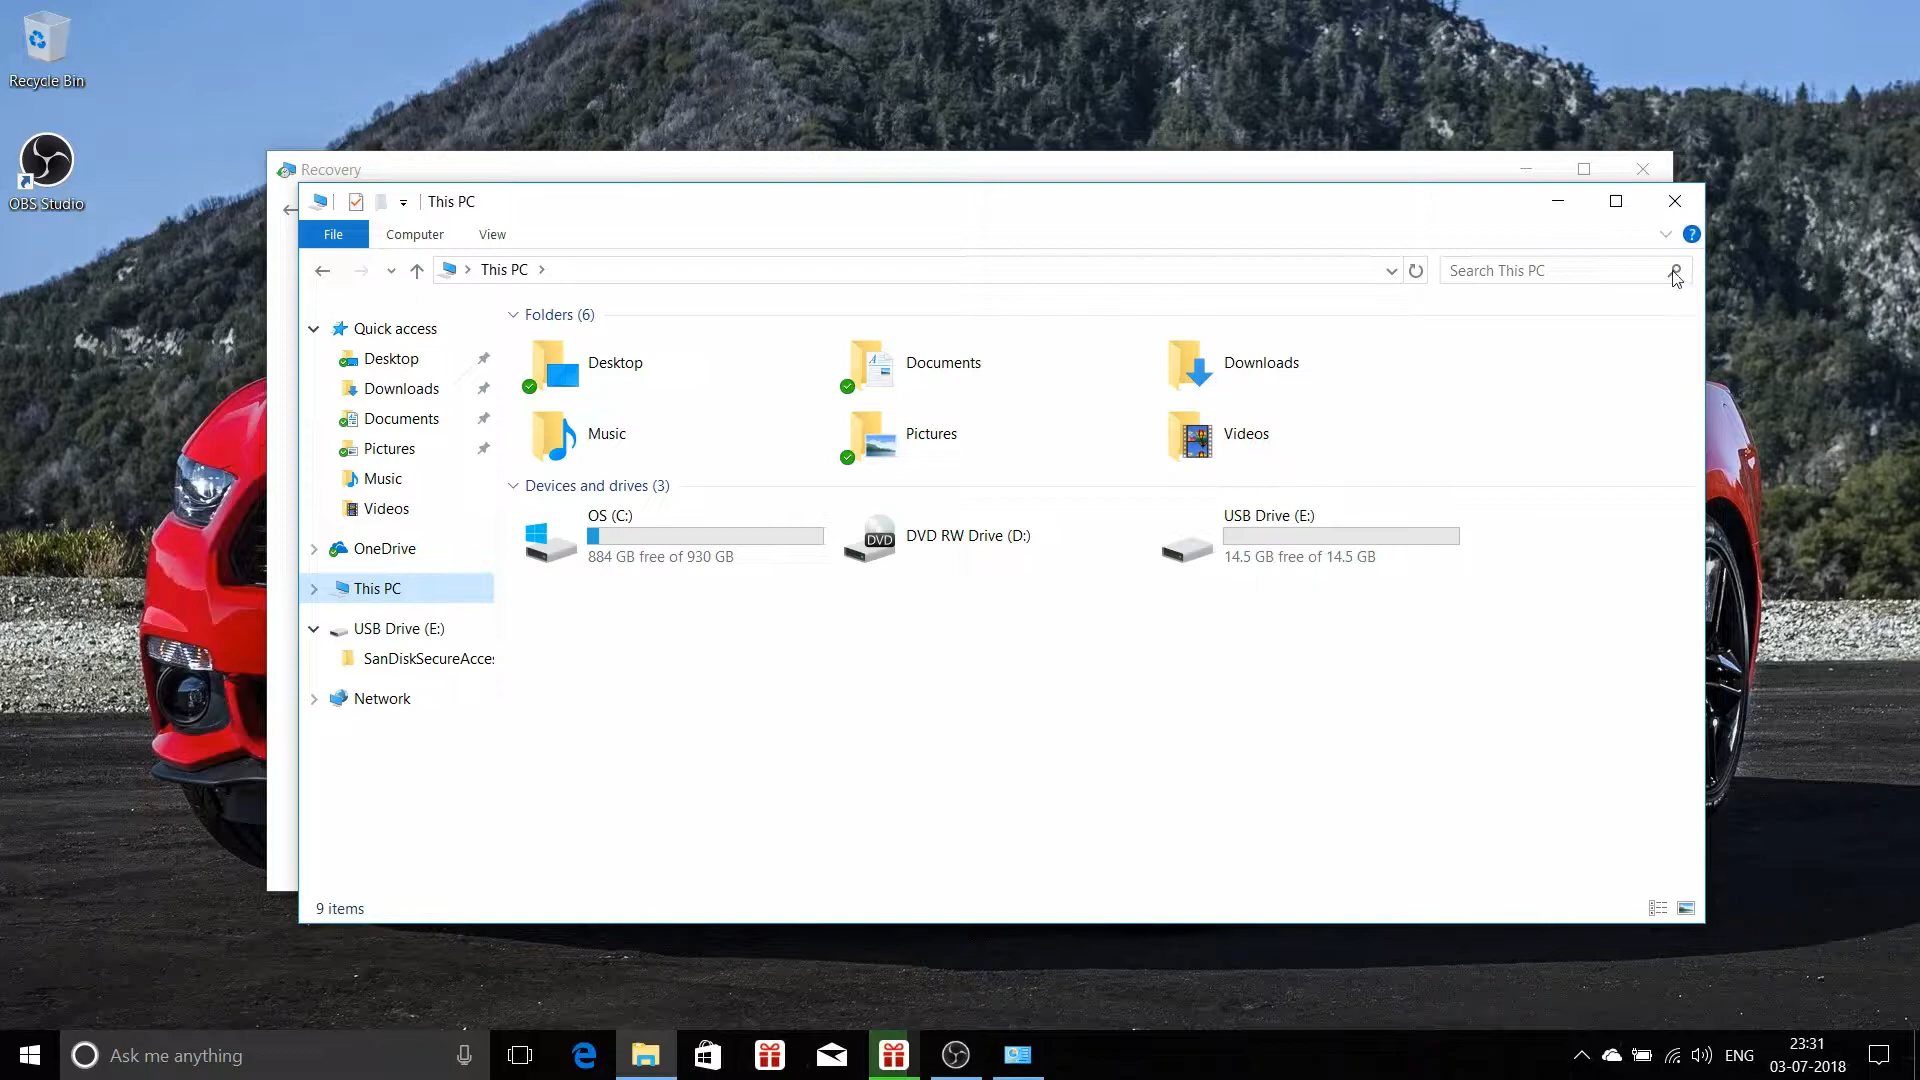 Recycle Bin
OBS Studio
Recovery
This PC
File
Computer
View
?
This PC
Search This PC
Quick access
Desktop
Downloads
Documents
Pictures
Music
Videos
OneDrive
This PC
USB Drive (E:)
SanDiskSecureAcces
Network
Folders (6)
Desktop
Documents
Downloads
Music
Pictures
Videos
Devices and drives (3)
OS (C:)
884 GB free of 930 GB
DVD
DVD RW Drive (D:)
USB Drive (E:)
14.5 GB free of 14.5 GB
9 items
Ask me anything
ENG
23:31
03-07-2018